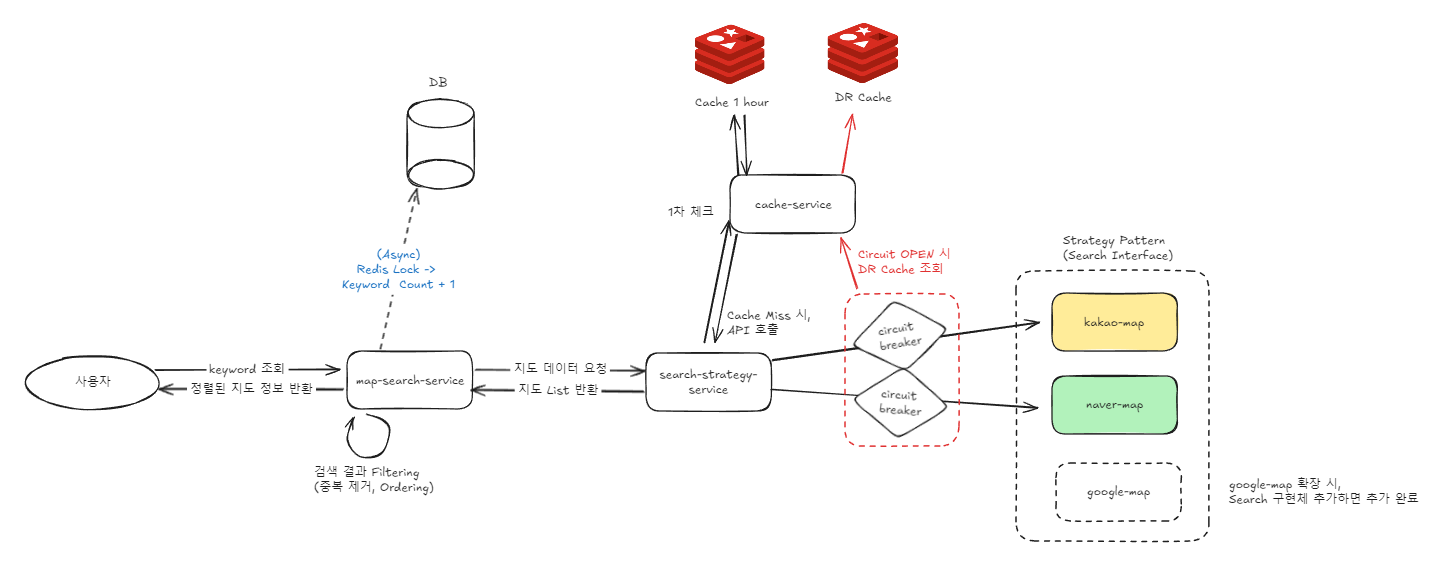 DB
Cache 1 hour
DR Cache
cache-service
1차 체크
(Async)
Redis Lock ->
Keyword Count + 1
Circuit OPEN 시
DR Cache 조회
Strategy Pattern
(Search Interface)
Cache Miss 시,
API 호출
circuit
breaker
kakao-map
사용자
keyword 조회
정렬된 지도 정보 반환
map-search-service
지도 데이터 요청
지도 List 반환
search-strategy-
service
circuit
breaker
naver-map
검색 결과 Filtering
(중복 제거, Ordering)
google-map
google-map 확장 시,
Search 구현체 추가하면 추가 완료